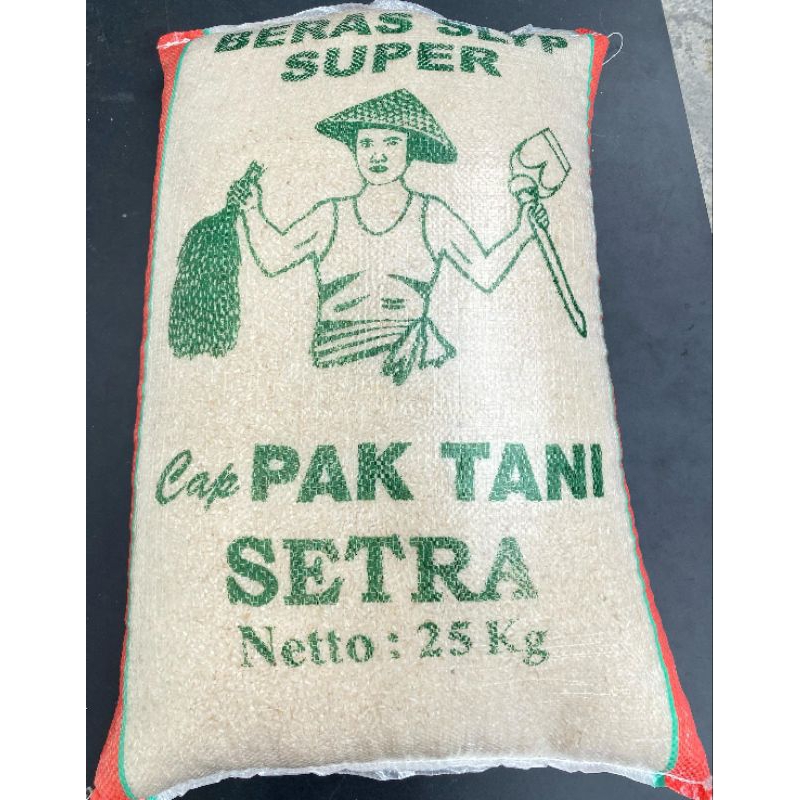 BERAS SLYP
SUPER
Cap PAK TANI
SETRA
Netto : 25 Kg